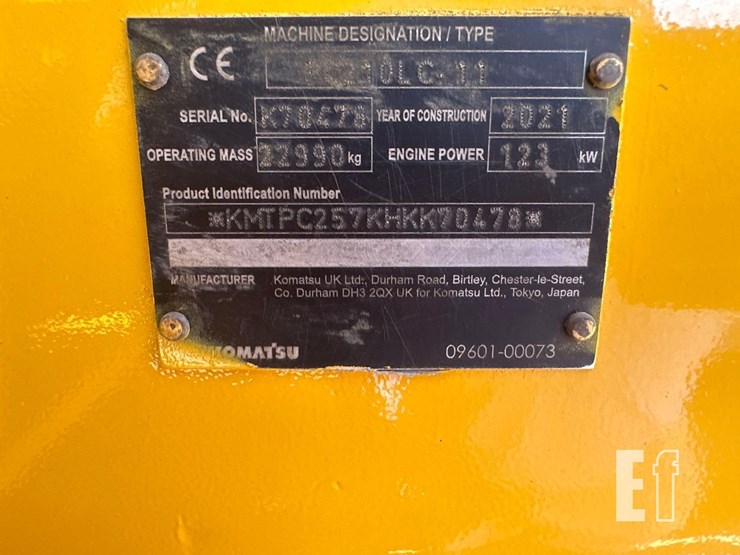 MACHINE DESIGNATION / TYPE
CE
10LC-11
SERIAL No. K70478 YEAR OF CONSTRUCTION 2021
OPERATING MASS 22990 kg ENGINE POWER 123 kW
Product Identification Number
*KMTPC257KHKK70478*
MANUFACTURER Komatsu UK Ltd., Durham Road, Birtley, Chester-le-Street,
Co. Durham DH3 2QX UK for Komatsu Ltd., Tokyo, Japan
KOMATSU 09601-00073
Ef